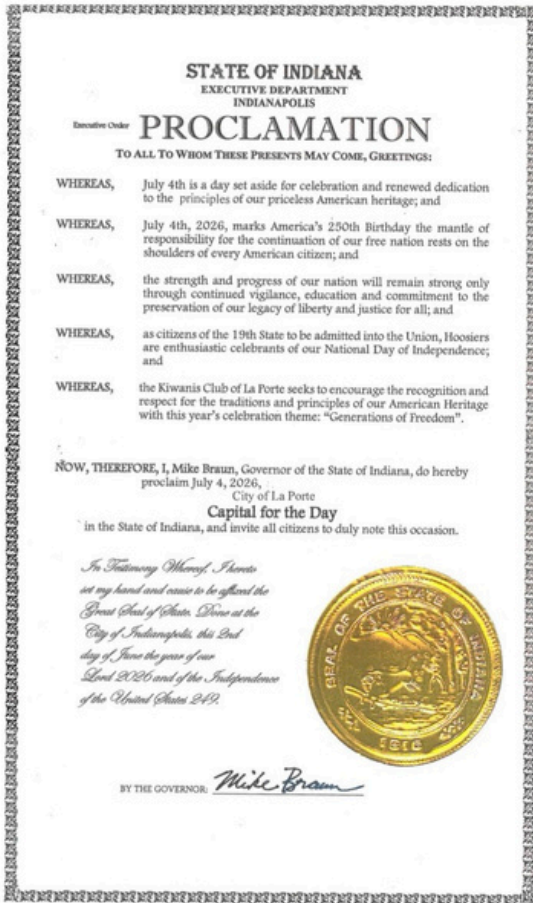 STATE OF INDIANA
EXECUTIVE DEPARTMENT
INDIANAPOLIS
Executive Order PROCLAMATION
TO ALL TO WHOM THESE PRESENTS MAY COME, GREETINGS:
WHEREAS, July 4th is a day set aside for celebration and renewed dedication
to the principles of our priceless American heritage; and
WHEREAS, July 4th, 2026, marks America's 250th Birthday the mantle of
responsibility for the continuation of our free nation rests on the
shoulders of every American citizen; and
WHEREAS, the strength and progress of our nation will remain strong only
through continued vigilance, education and commitment to the
preservation of our legacy of liberty and justice for all; and
WHEREAS, as citizens of the 19th State to be admitted into the Union, Hoosiers
are enthusiastic celebrants of our National Day of Independence;
and
WHEREAS, the Kiwanis Club of La Porte seeks to encourage the recognition and
respect for the traditions and principles of our American Heritage
with this year's celebration theme: "Generations of Freedom".
NOW, THEREFORE, I, Mike Braun, Governor of the State of Indiana, do hereby
proclaim July 4, 2026,
City of La Porte
Capital for the Day
in the State of Indiana, and invite all citizens to duly note this occasion.
In Testimony Whereof, I hereto
set my hand and cause to be affixed the
Great Seal of State. Done at the
City of Indianapolis, this 2nd
day of June the year of our
Lord 2026 and of the Independence
of the United States 249.
SEAL OF THE STATE OF INDIANA
1816
BY THE GOVERNOR: Mike Braun